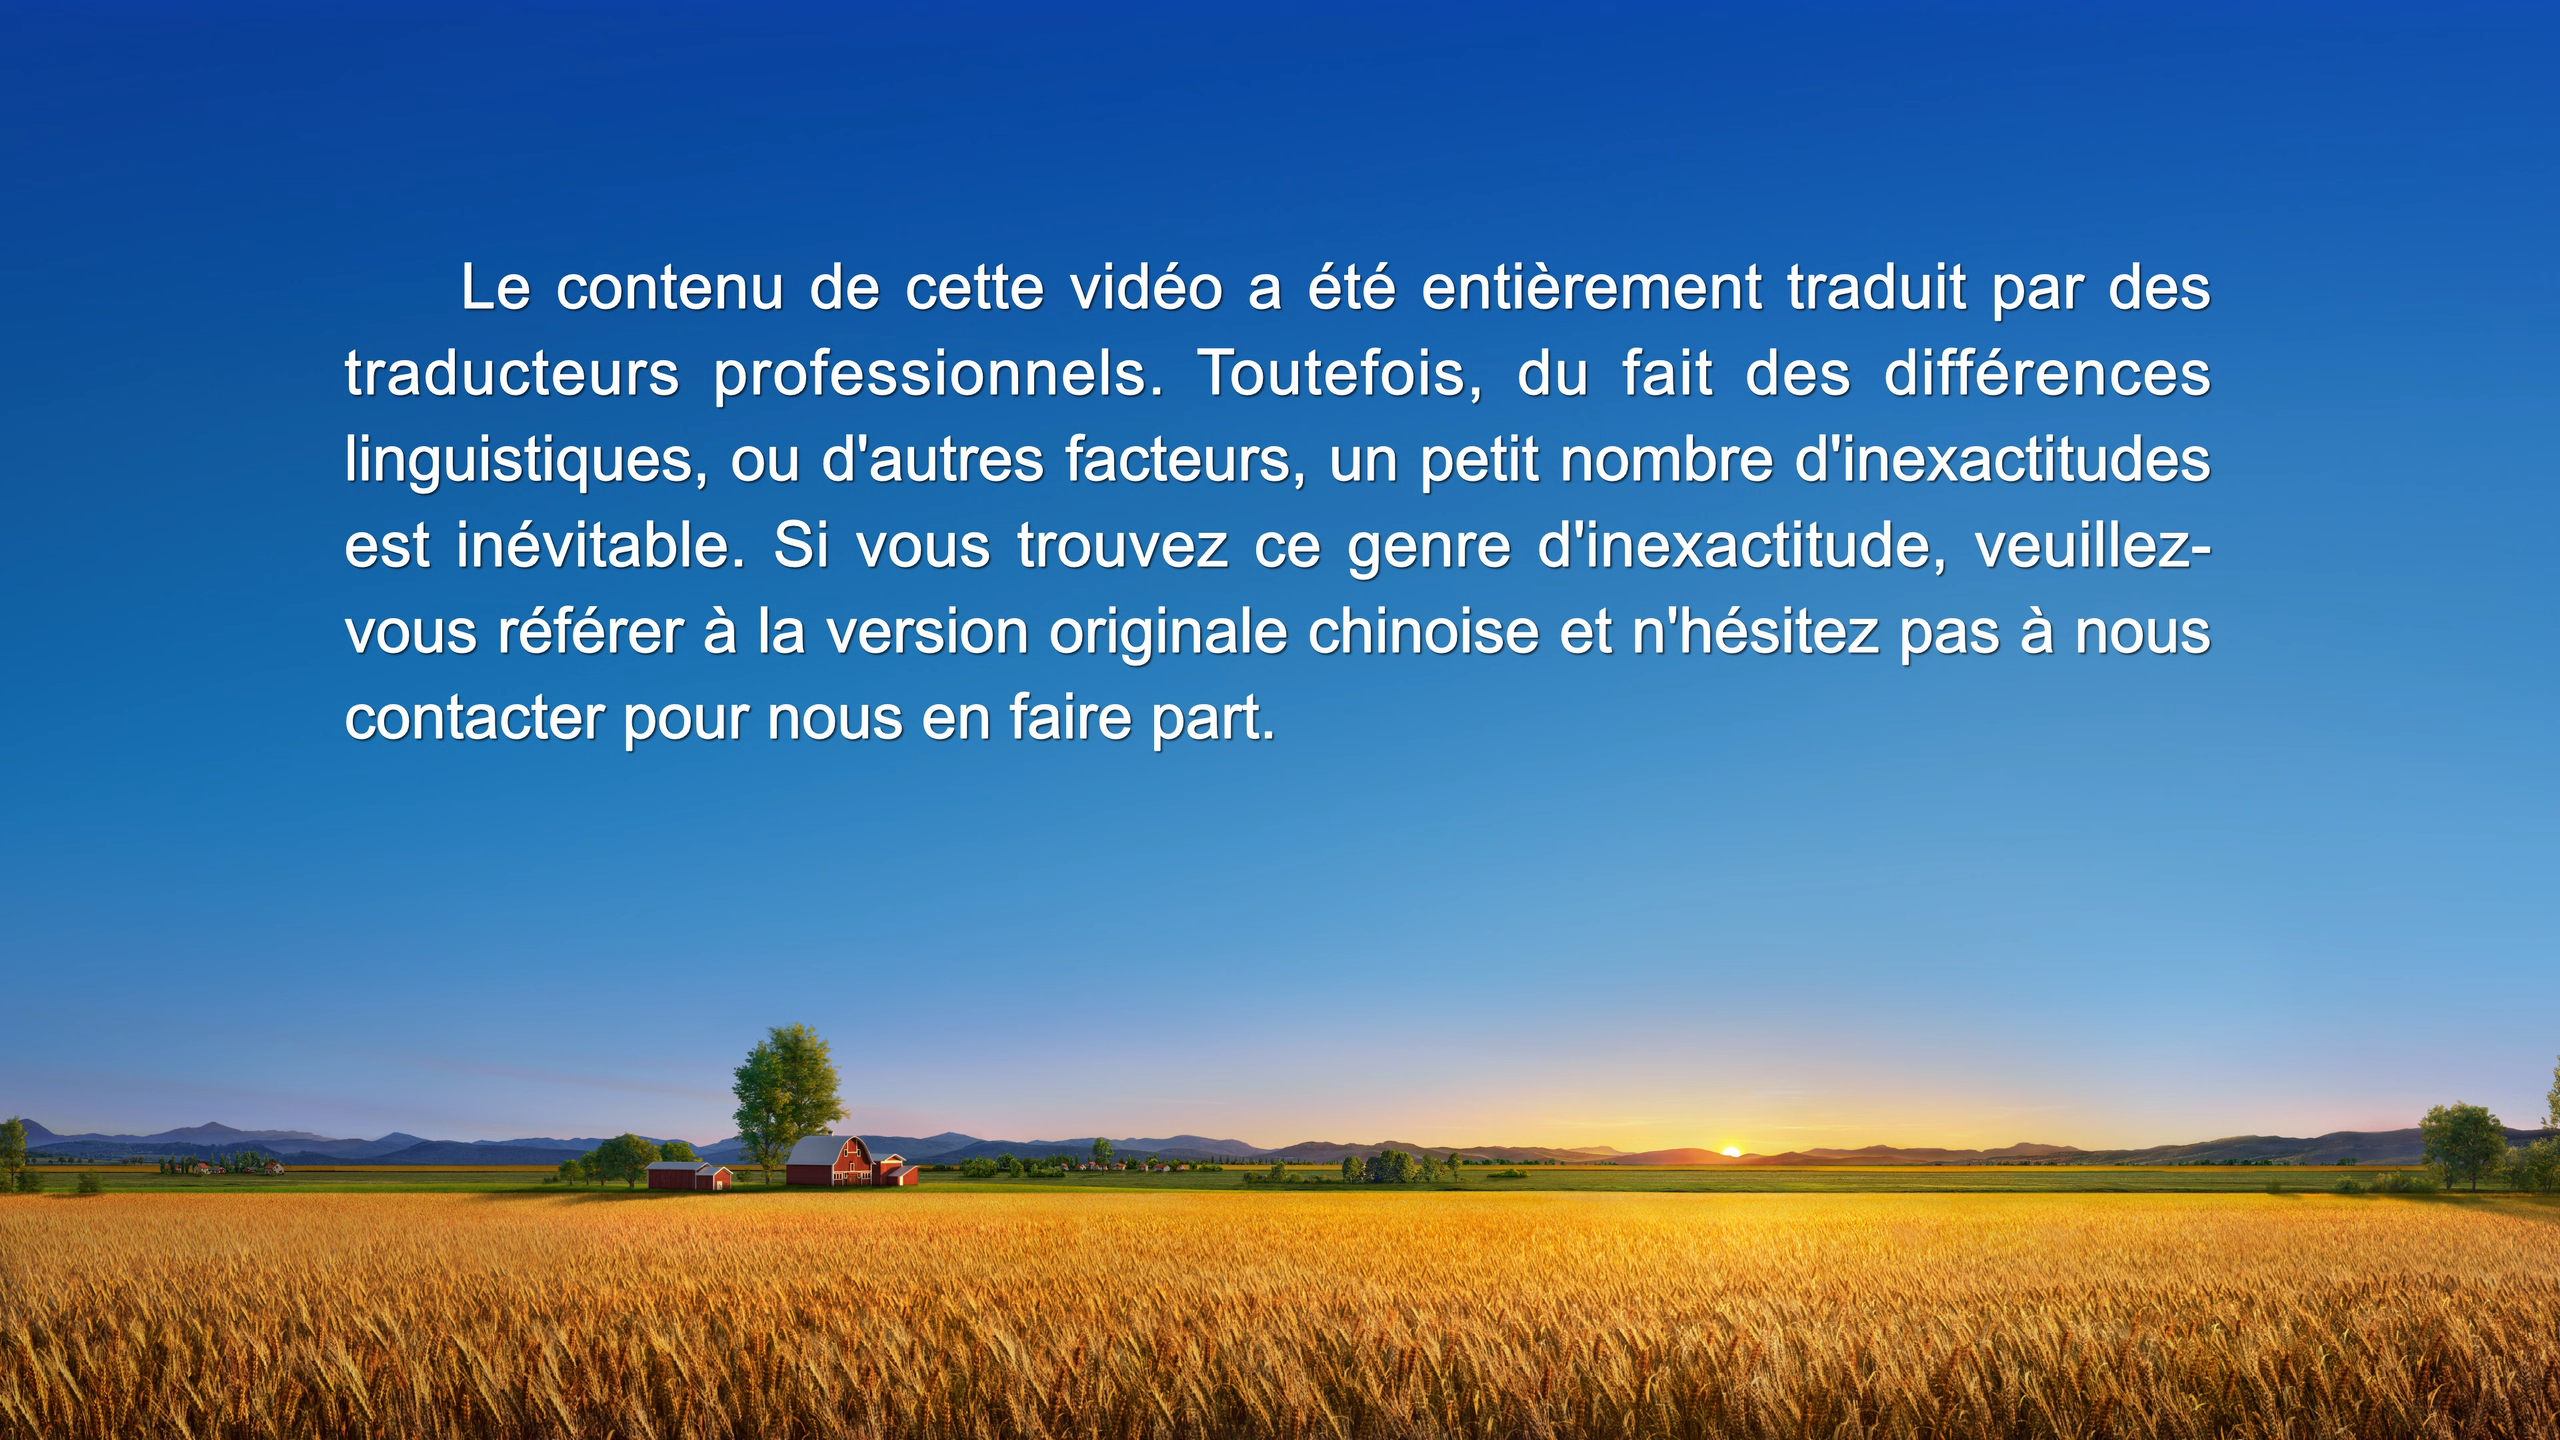 Le contenu de cette vidéo a été entièrement traduit par des
traducteurs professionnels. Toutefois, du fait des différences
linguistiques, ou d'autres facteurs, un petit nombre d'inexactitudes
est inévitable. Si vous trouvez ce genre d'inexactitude, veuillez-
vous référer à la version originale chinoise et n'hésitez pas à nous
contacter pour nous en faire part.